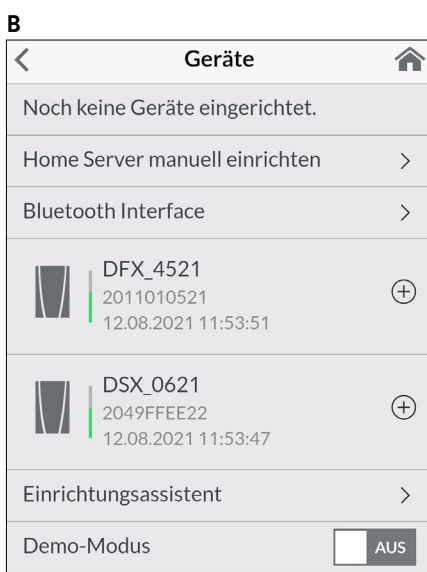 B
Geräte
Noch keine Geräte eingerichtet.
Home Server manuell einrichten
Bluetooth Interface
DFX_4521
2011010521
12.08.2021 11:53:51
DSX_0621
2049FFEE22
12.08.2021 11:53:47
Einrichtungsassistent
Demo-Modus AUS